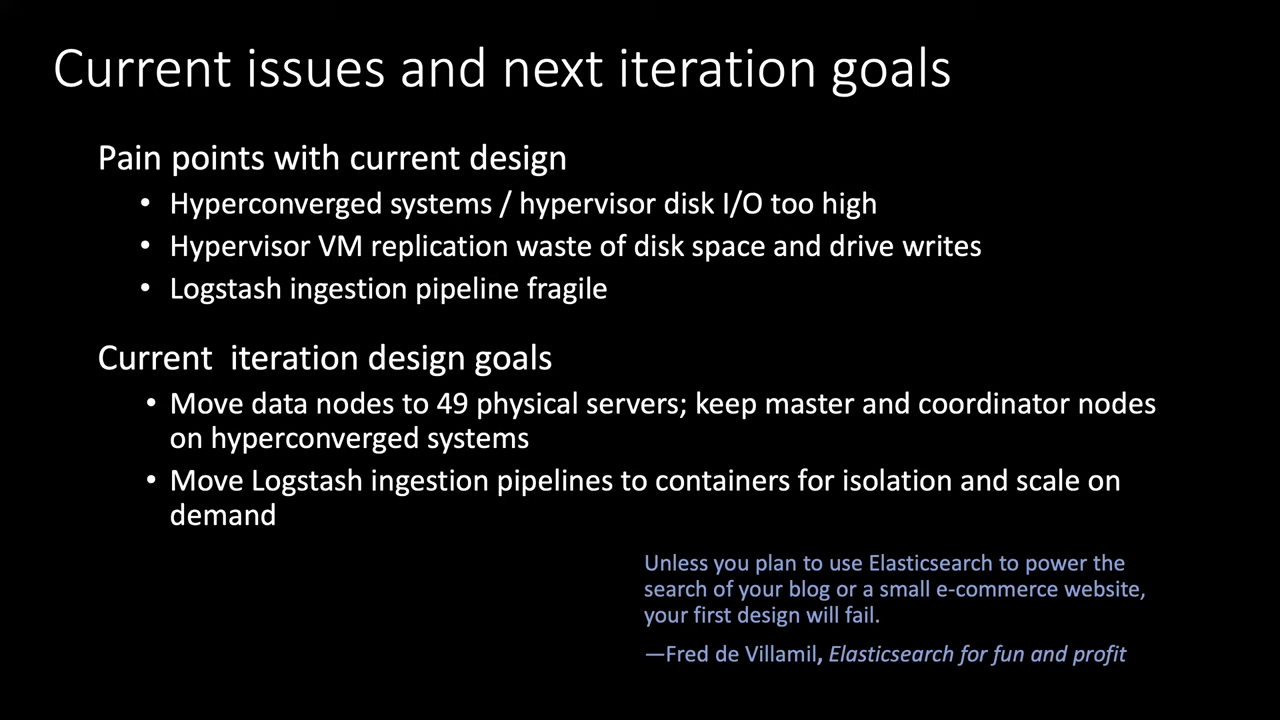 Current issues and next iteration goals
Pain points with current design
• Hyperconverged systems / hypervisor disk I/O too high
• Hypervisor VM replication waste of disk space and drive writes
• Logstash ingestion pipeline fragile
Current  iteration design goals
• Move data nodes to 49 physical servers; keep master and coordinator nodes
on hyperconverged systems
• Move Logstash ingestion pipelines to containers for isolation and scale on
demand
Unless you plan to use Elasticsearch to power the
search of your blog or a small e-commerce website,
your first design will fail.
—Fred de Villamil, Elasticsearch for fun and profit